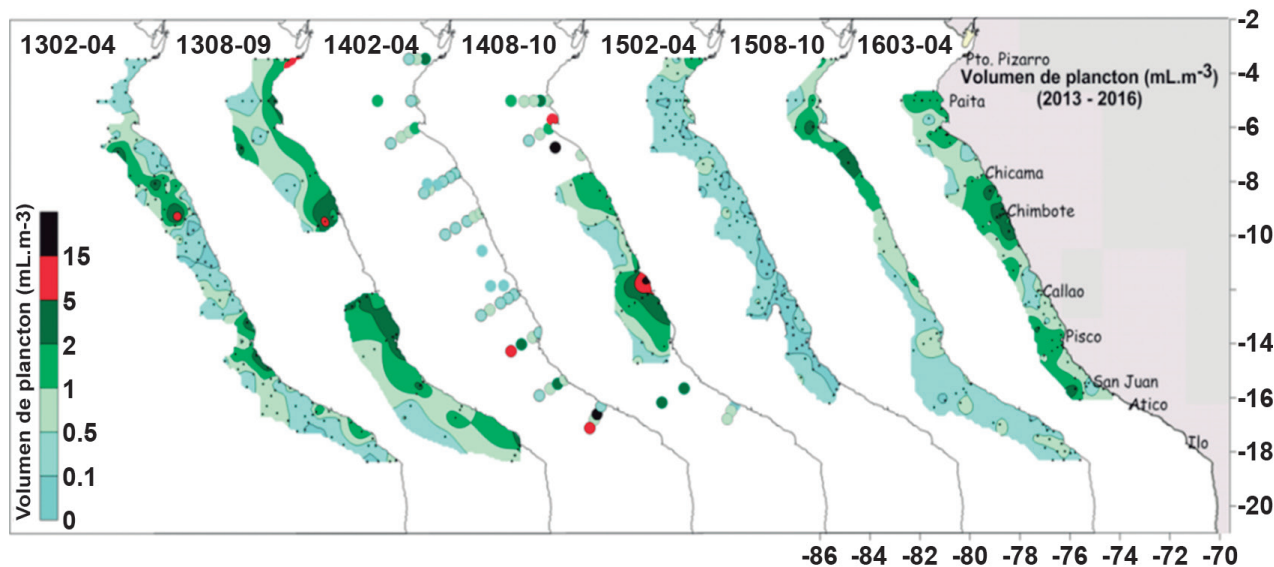 1302-04 1308-09 1402-04 1408-10 1502-04 1508-10 1603-04
Pto. Pizarro
Volumen de plancton (mL.m-3)
(2013 - 2016)
Paita
Chicama
Chimbote
Callao
Pisco
San Juan
Atico
Ilo
Volumen de plancton (mL.m-3)
15
5
2
1
0.5
0.1
0
-2
-4
-6
-8
-10
-12
-14
-16
-18
-20
-86 -84 -82 -80 -78 -76 -74 -72 -70